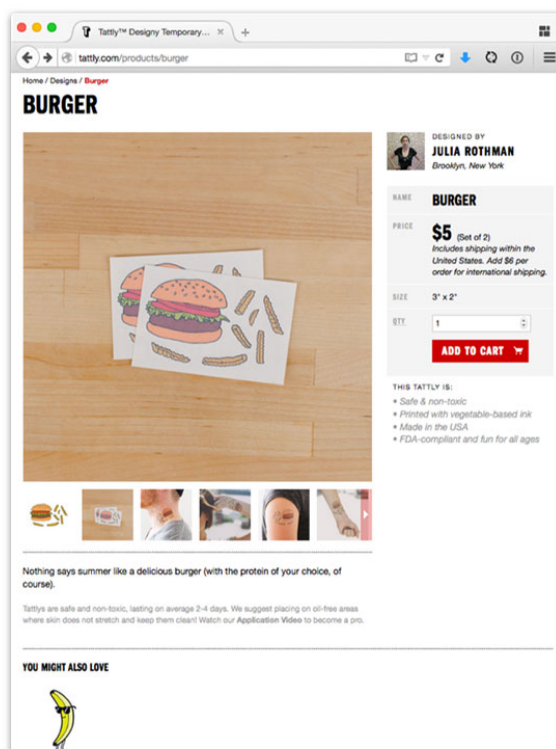 Tattly™ Designy Temporary...
tattly.com/products/burger
Home / Designs / Burger
BURGER
DESIGNED BY
JULIA ROTHMAN
Brooklyn, New York
NAME BURGER
PRICE $5 (Set of 2)
Includes shipping within the
United States. Add $6 per
order for international shipping.
SIZE 3" x 2"
QTY 1
ADD TO CART
THIS TATTLY IS:
• Safe & non-toxic
• Printed with vegetable-based ink
• Made in the USA
• FDA-compliant and fun for all ages
Nothing says summer like a delicious burger (with the protein of your choice, of
course).
Tattlys are safe and non-toxic, lasting on average 2-4 days. We suggest placing on oil-free areas
where skin does not stretch and keep them clean! Watch our Application Video to become a pro.
YOU MIGHT ALSO LOVE